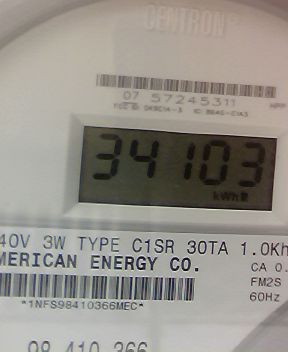 CENTRON®
07 57245311
34103
kWh
40V 3W TYPE C1SR 30TA 1.0Kh
MERICAN ENERGY CO.
CA 0.
FM2S
*1NFS98410366MEC*
60Hz
98 410 366